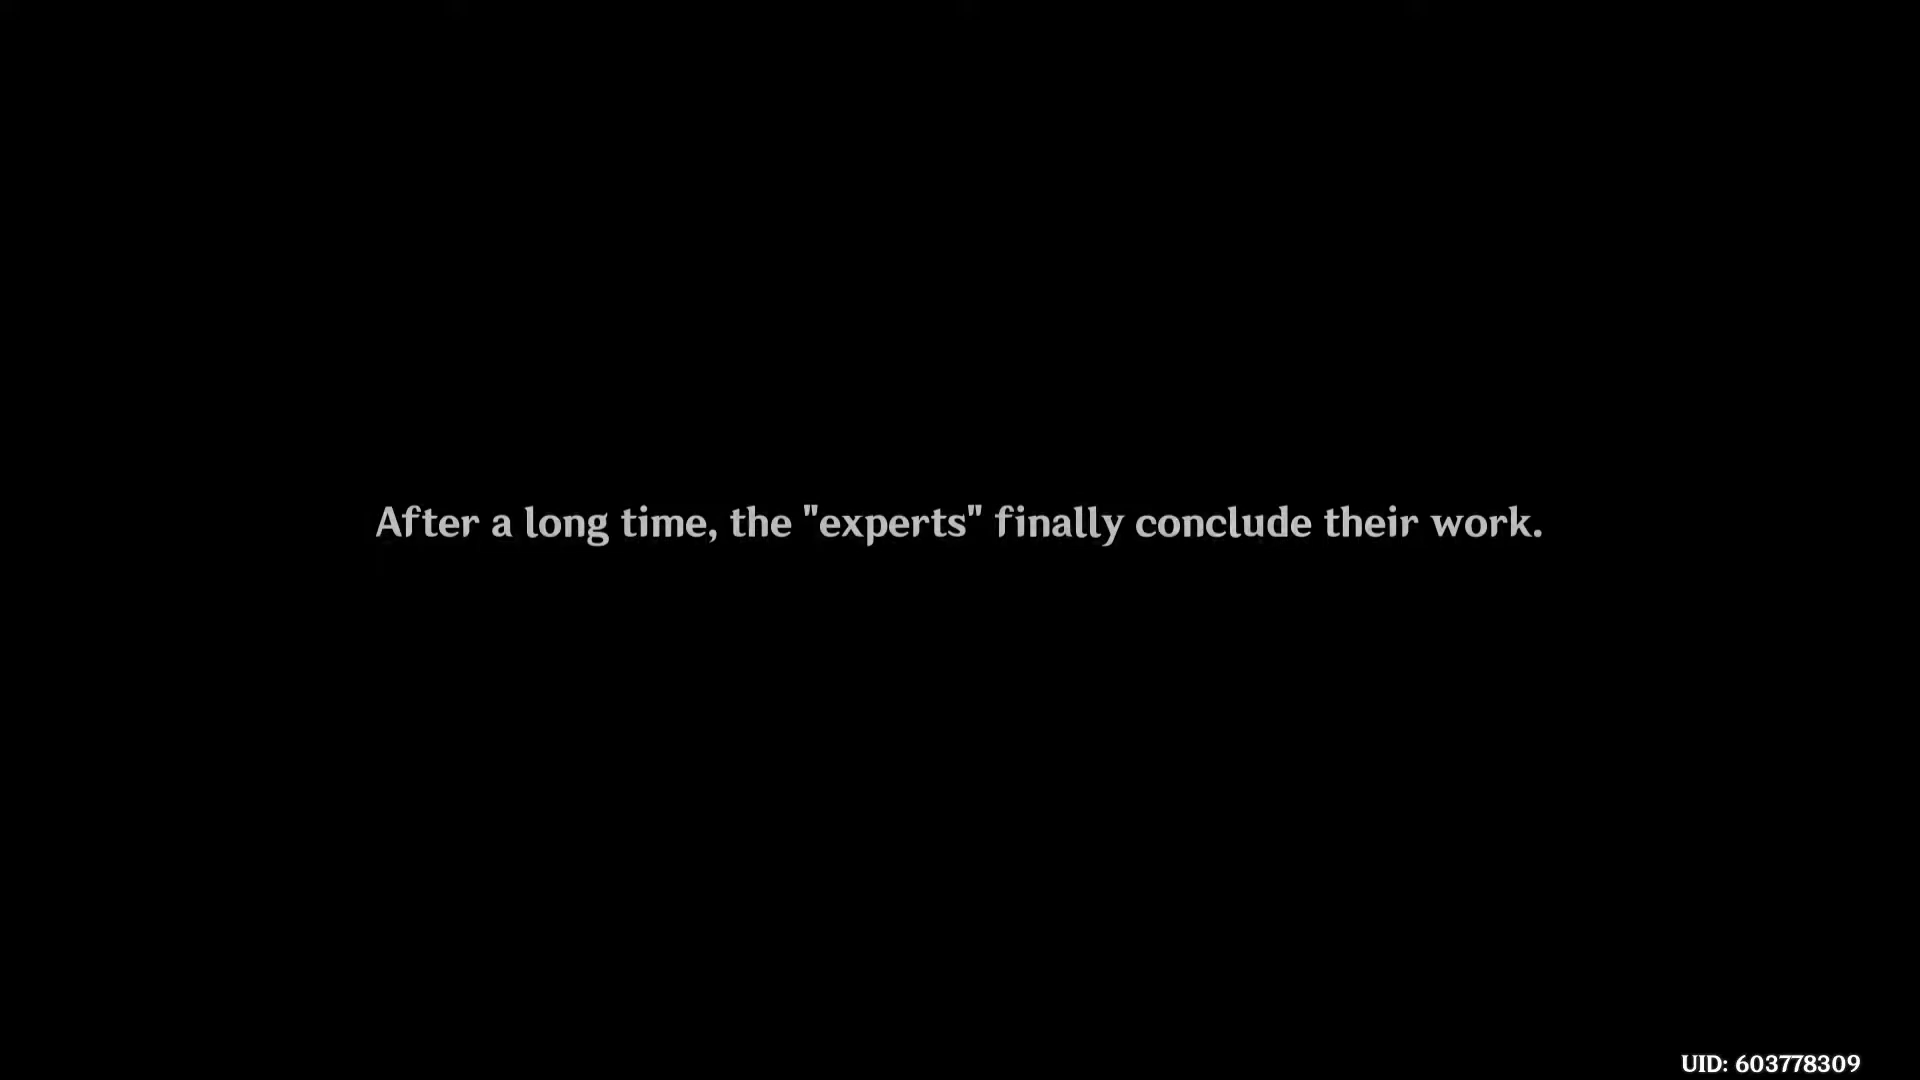 After a long time, the "experts" finally conclude their work.
UID: 603778309